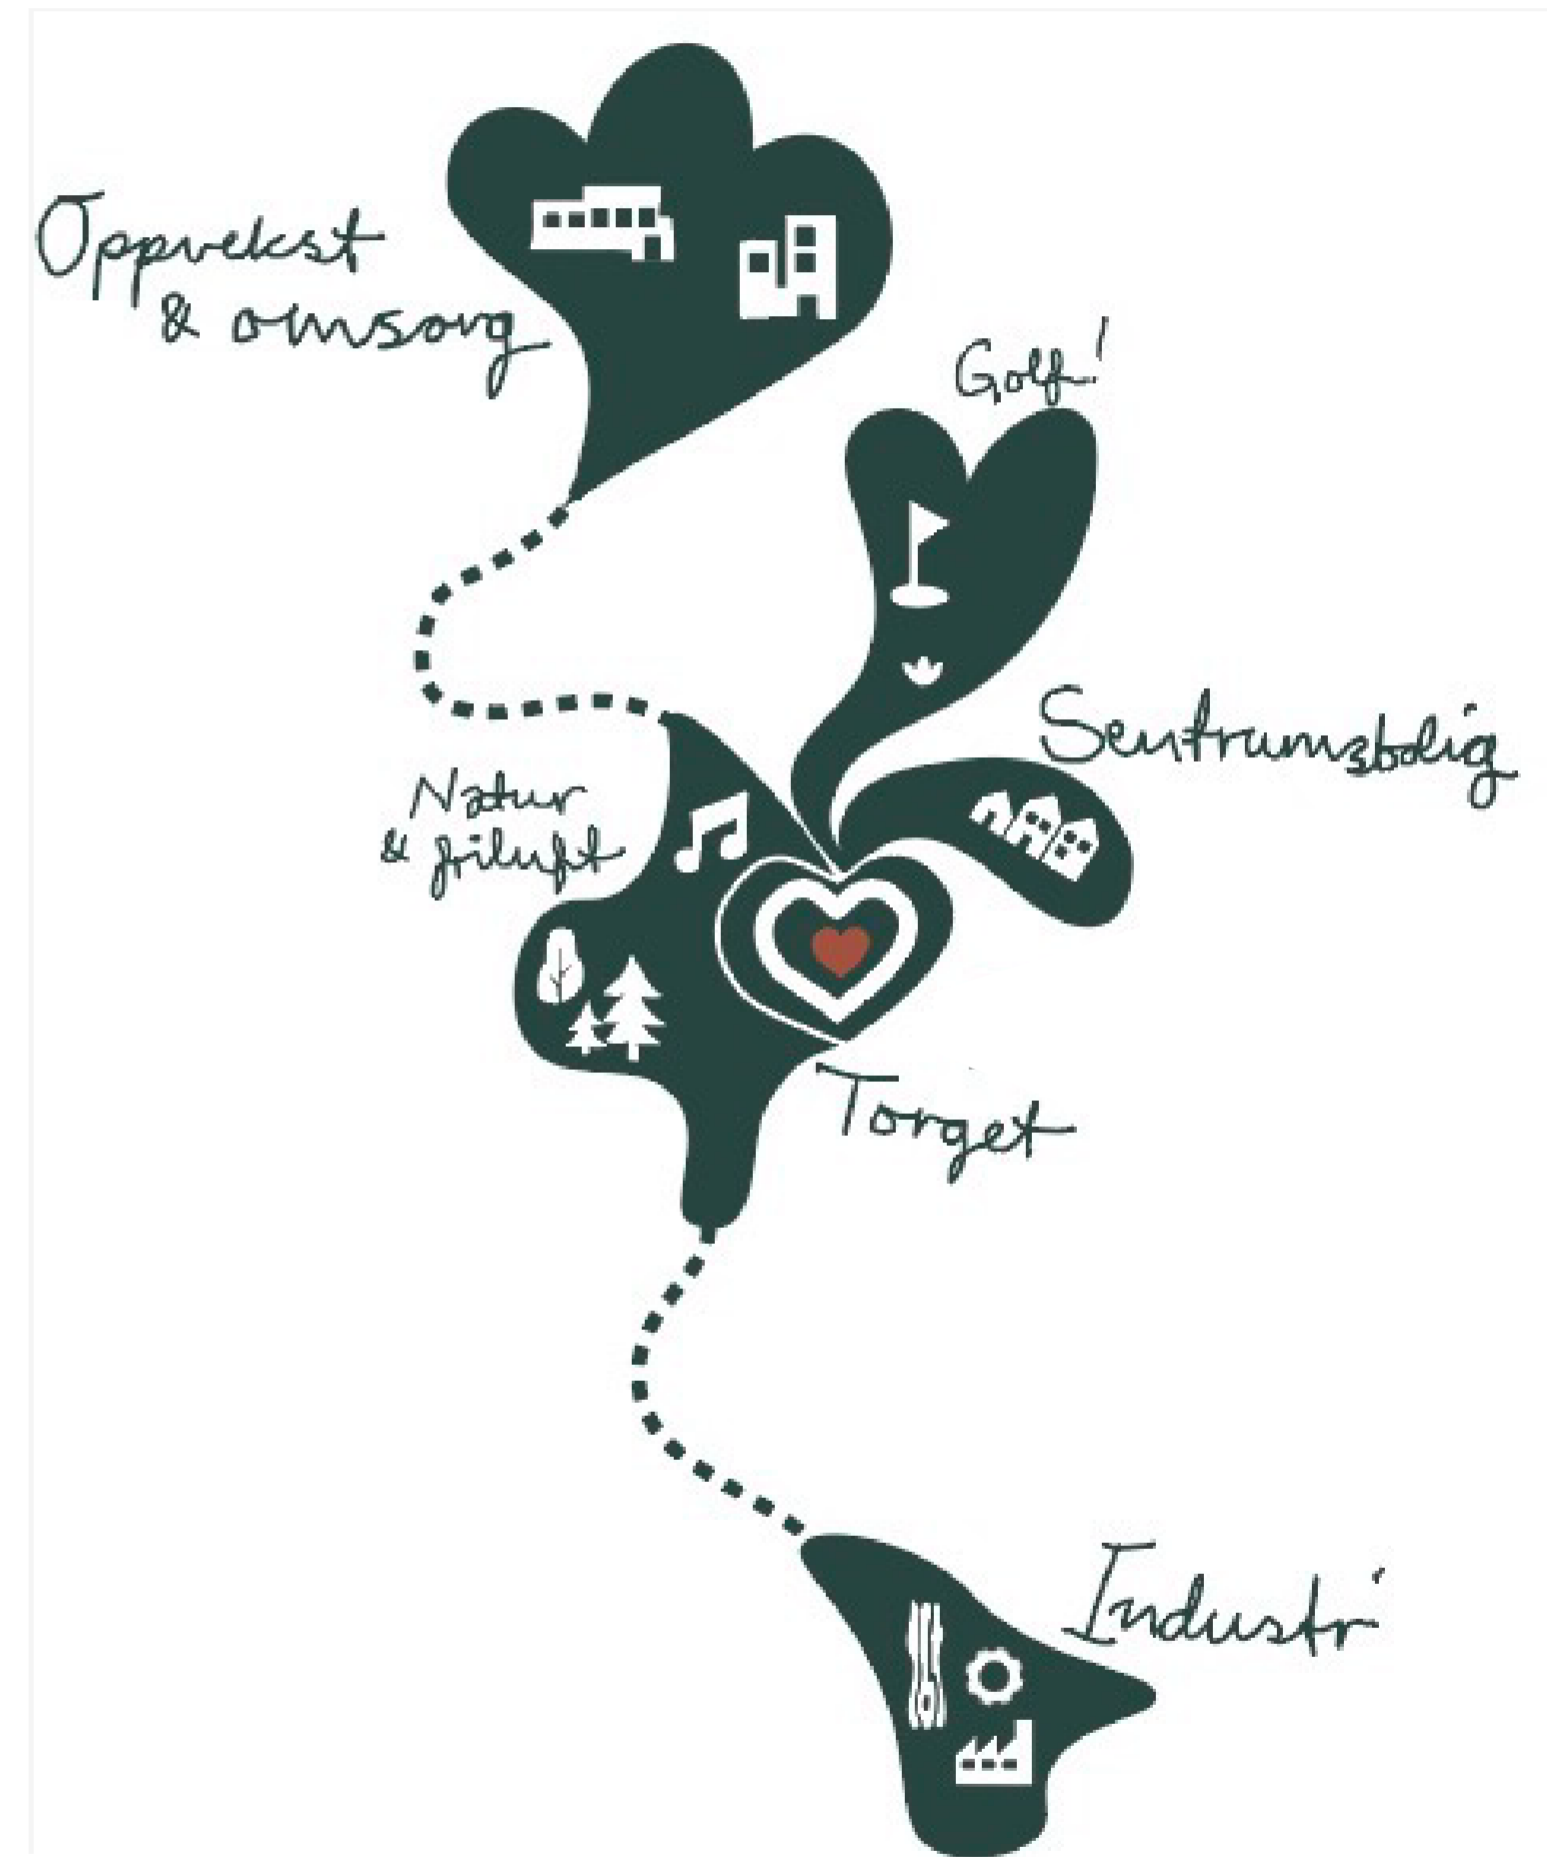 Oppvekst
& omsorg
Golf!
Sentrumsbolig
Natur
& friluft
Torget
Industri